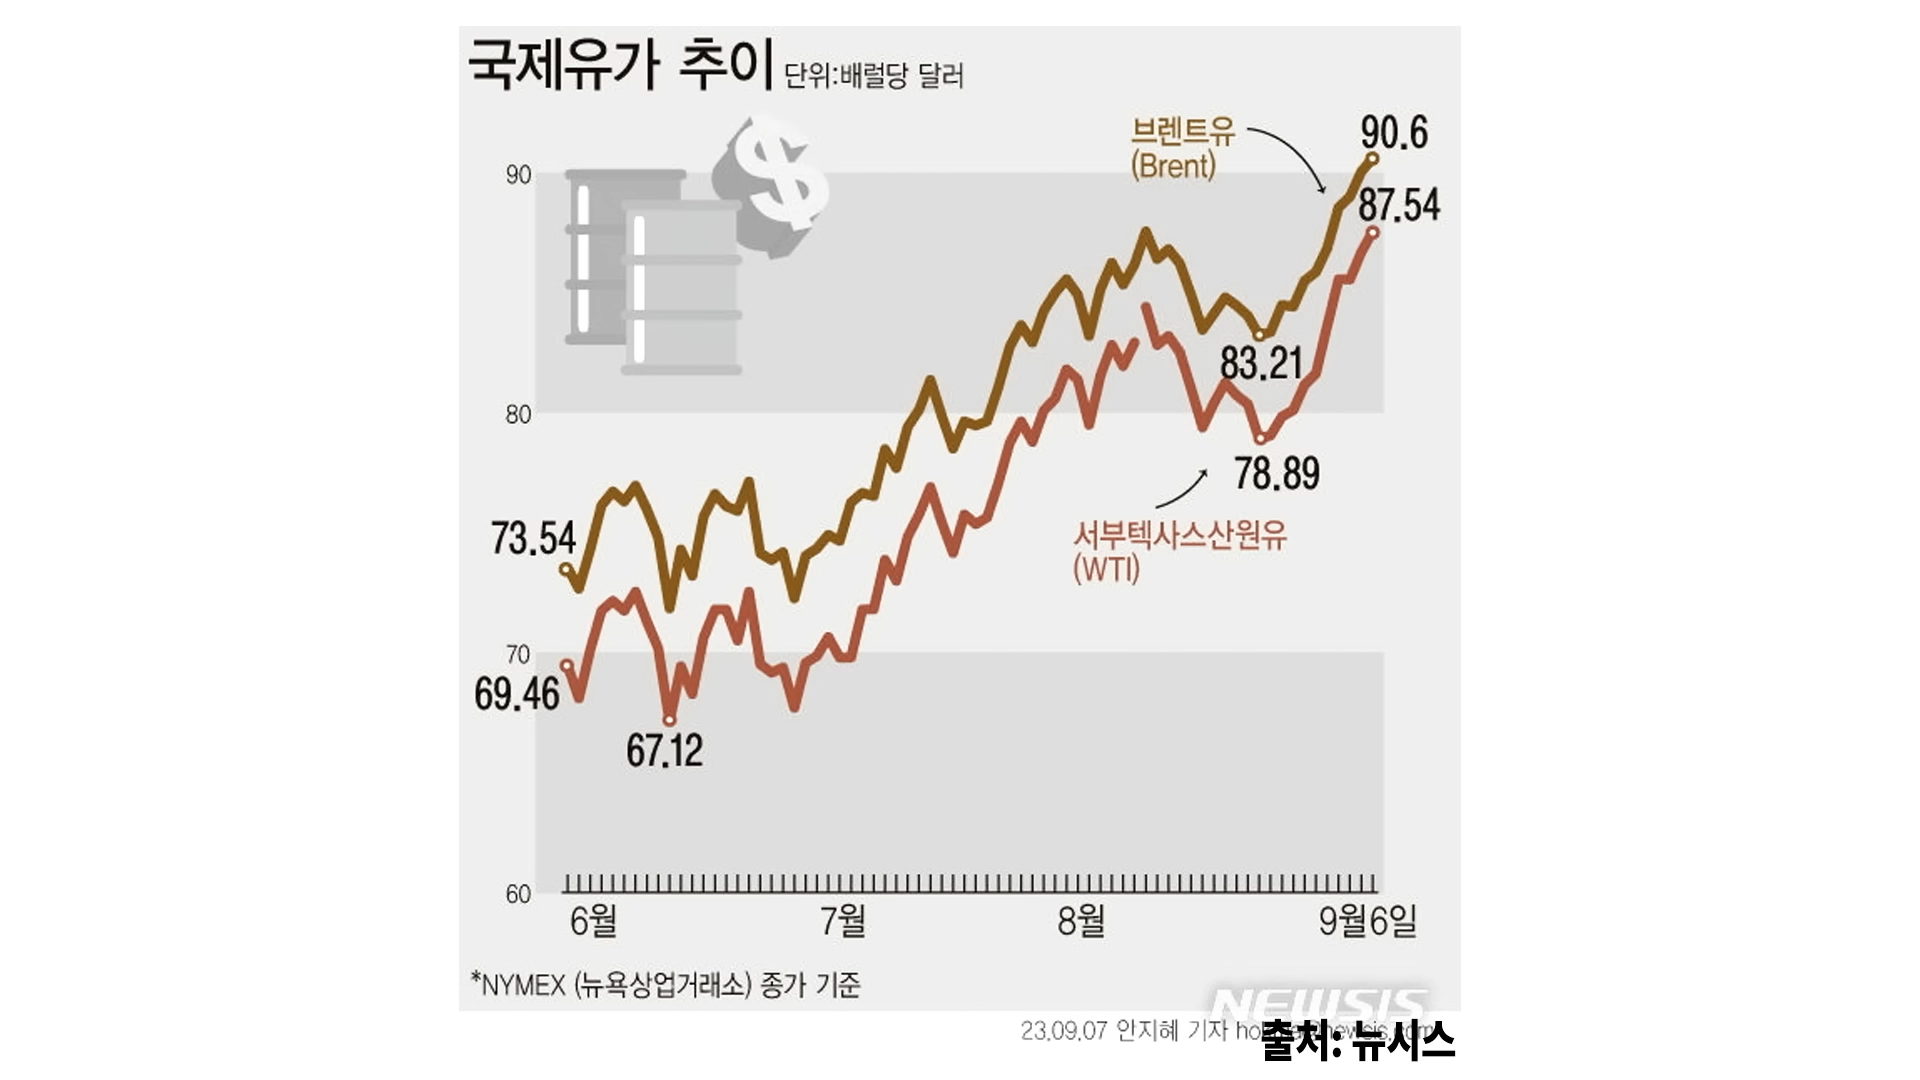 국제유가 추이 단위:배럴당 달러
브렌트유
(Brent)
90.6
87.54
90
83.21
80
78.89
서부텍사스산원유
(WTI)
73.54
70
69.46
67.12
60
6월 7월 8월 9월6일
*NYMEX (뉴욕상업거래소) 종가 기준
NEWSIS
23.09.07 안지혜 기자
출처: 뉴시스